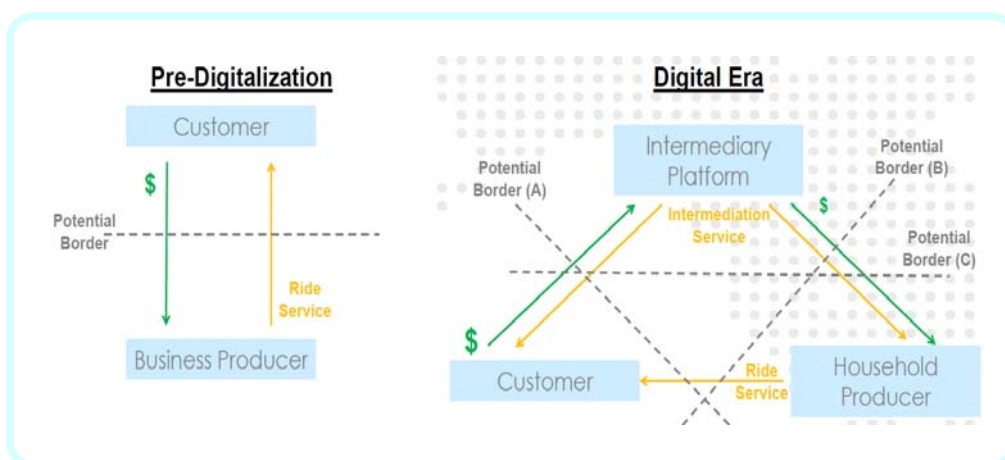 Pre-Digitalization
Customer
$
Potential
Border
Ride
Service
Business Producer
Digital Era
Intermediary
Platform
Potential
Border (A)
Potential
Border (B)
Intermediation
Service
$
Potential
Border (C)
$
Customer
Ride
Service
Household
Producer